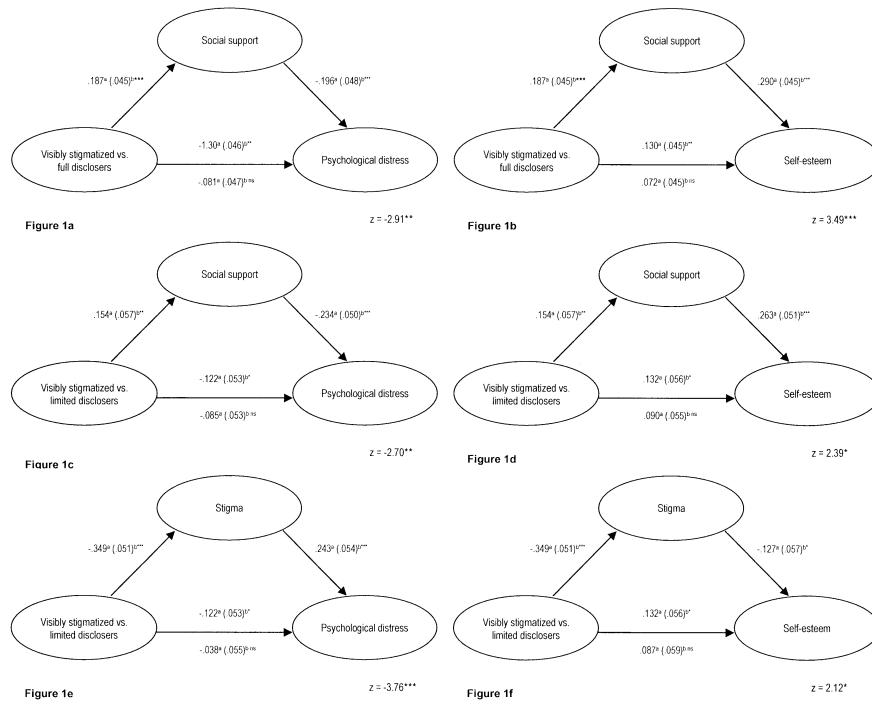 Social support
.187ᵃ (.045)ᵇ***
-.196ᵃ (.048)ᵇ***
Visibly stigmatized vs.
full disclosers
-1.30ᵃ (.046)ᵇ**
-.081ᵃ (.047)ᵇ ⁿˢ
Psychological distress
Figure 1a
z = -2.91**
Social support
.187ᵃ (.045)ᵇ***
.290ᵃ (.045)ᵇ***
Visibly stigmatized vs.
full disclosers
.130ᵃ (.045)ᵇ**
.072ᵃ (.045)ᵇ ⁿˢ
Self-esteem
Figure 1b
z = 3.49***
Social support
.154ᵃ (.057)ᵇ**
-.234ᵃ (.050)ᵇ***
Visibly stigmatized vs.
limited disclosers
-.122ᵃ (.053)ᵇ*
-.085ᵃ (.053)ᵇ ⁿˢ
Psychological distress
Figure 1c
z = -2.70**
Social support
.154ᵃ (.057)ᵇ**
.263ᵃ (.051)ᵇ***
Visibly stigmatized vs.
limited disclosers
.132ᵃ (.056)ᵇ*
.090ᵃ (.055)ᵇ ⁿˢ
Self-esteem
Figure 1d
z = 2.39*
Stigma
-.349ᵃ (.051)ᵇ***
.243ᵃ (.054)ᵇ***
Visibly stigmatized vs.
limited disclosers
-.122ᵃ (.053)ᵇ*
-.038ᵃ (.055)ᵇ ⁿˢ
Psychological distress
Figure 1e
z = -3.76***
Stigma
-.349ᵃ (.051)ᵇ***
-.127ᵃ (.057)ᵇ*
Visibly stigmatized vs.
limited disclosers
.132ᵃ (.056)ᵇ*
.087ᵃ (.059)ᵇ ⁿˢ
Self-esteem
Figure 1f
z = 2.12*